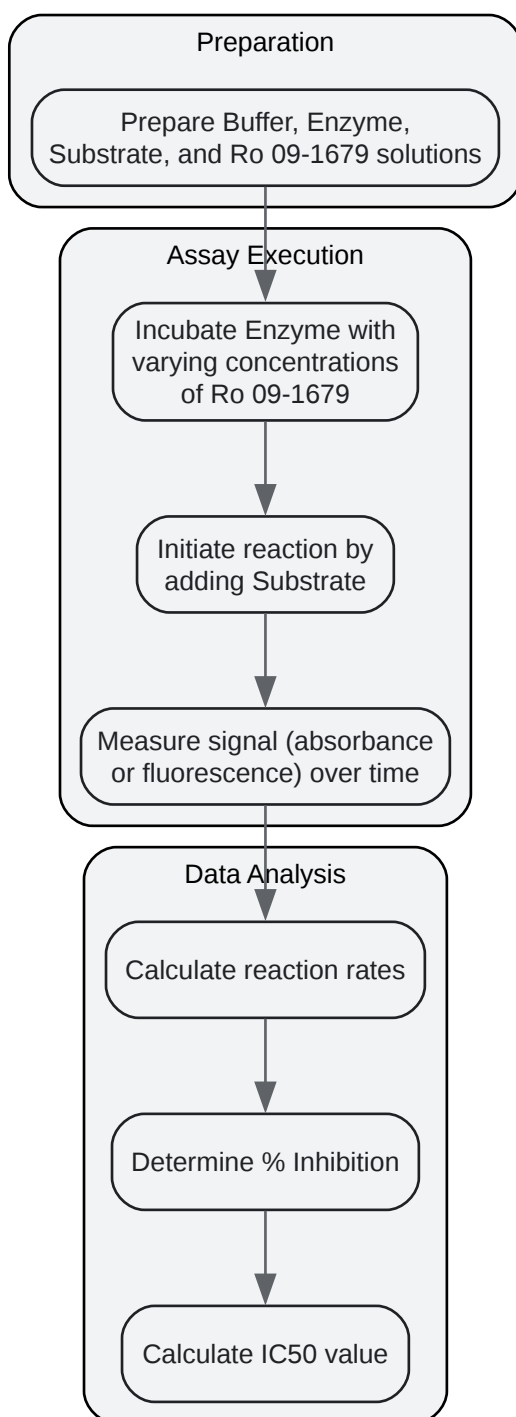 Preparation
Prepare Buffer, Enzyme,
Substrate, and Ro 09-1679 solutions
Assay Execution
Incubate Enzyme with
varying concentrations
of Ro 09-1679
Initiate reaction by
adding Substrate
Measure signal (absorbance
or fluorescence) over time
Data Analysis
Calculate reaction rates
Determine % Inhibition
Calculate IC50 value